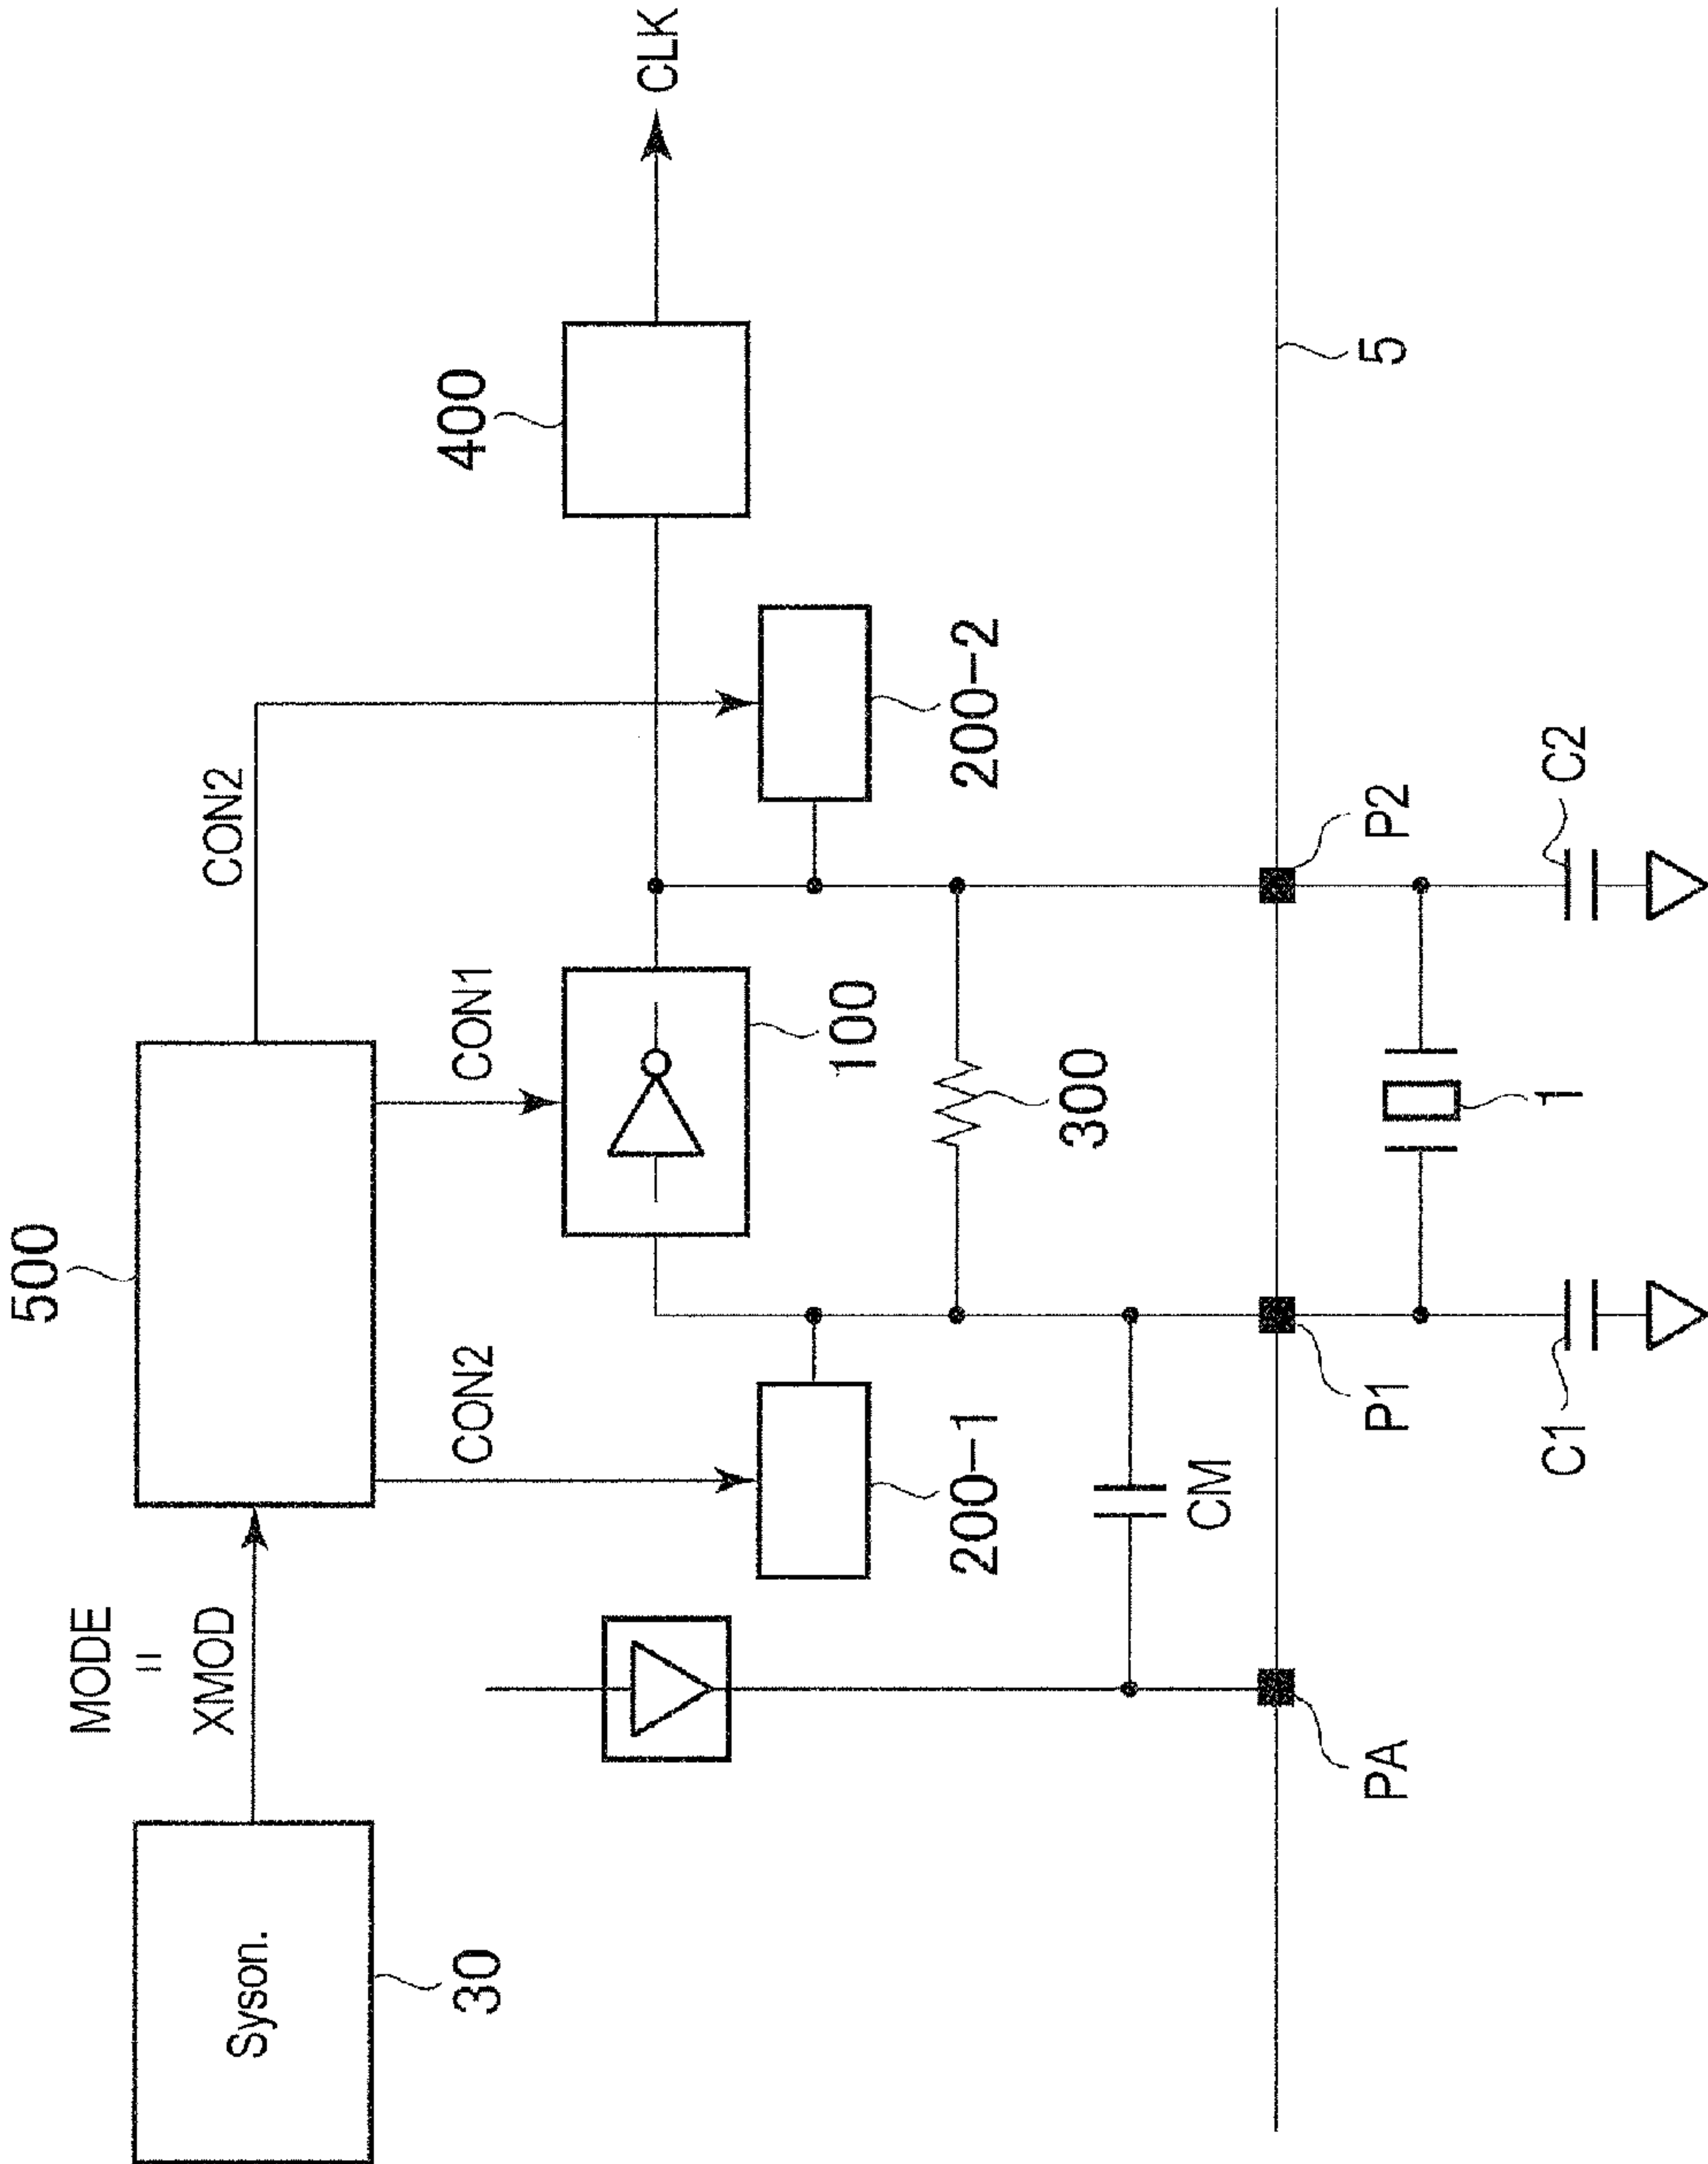 MODE
=
XMOD
Syson.
30
500
CON2
CON1
CON2
CLK
400
100
200-1
200-2
300
CM
5
PA
P1
P2
C1
1
C2